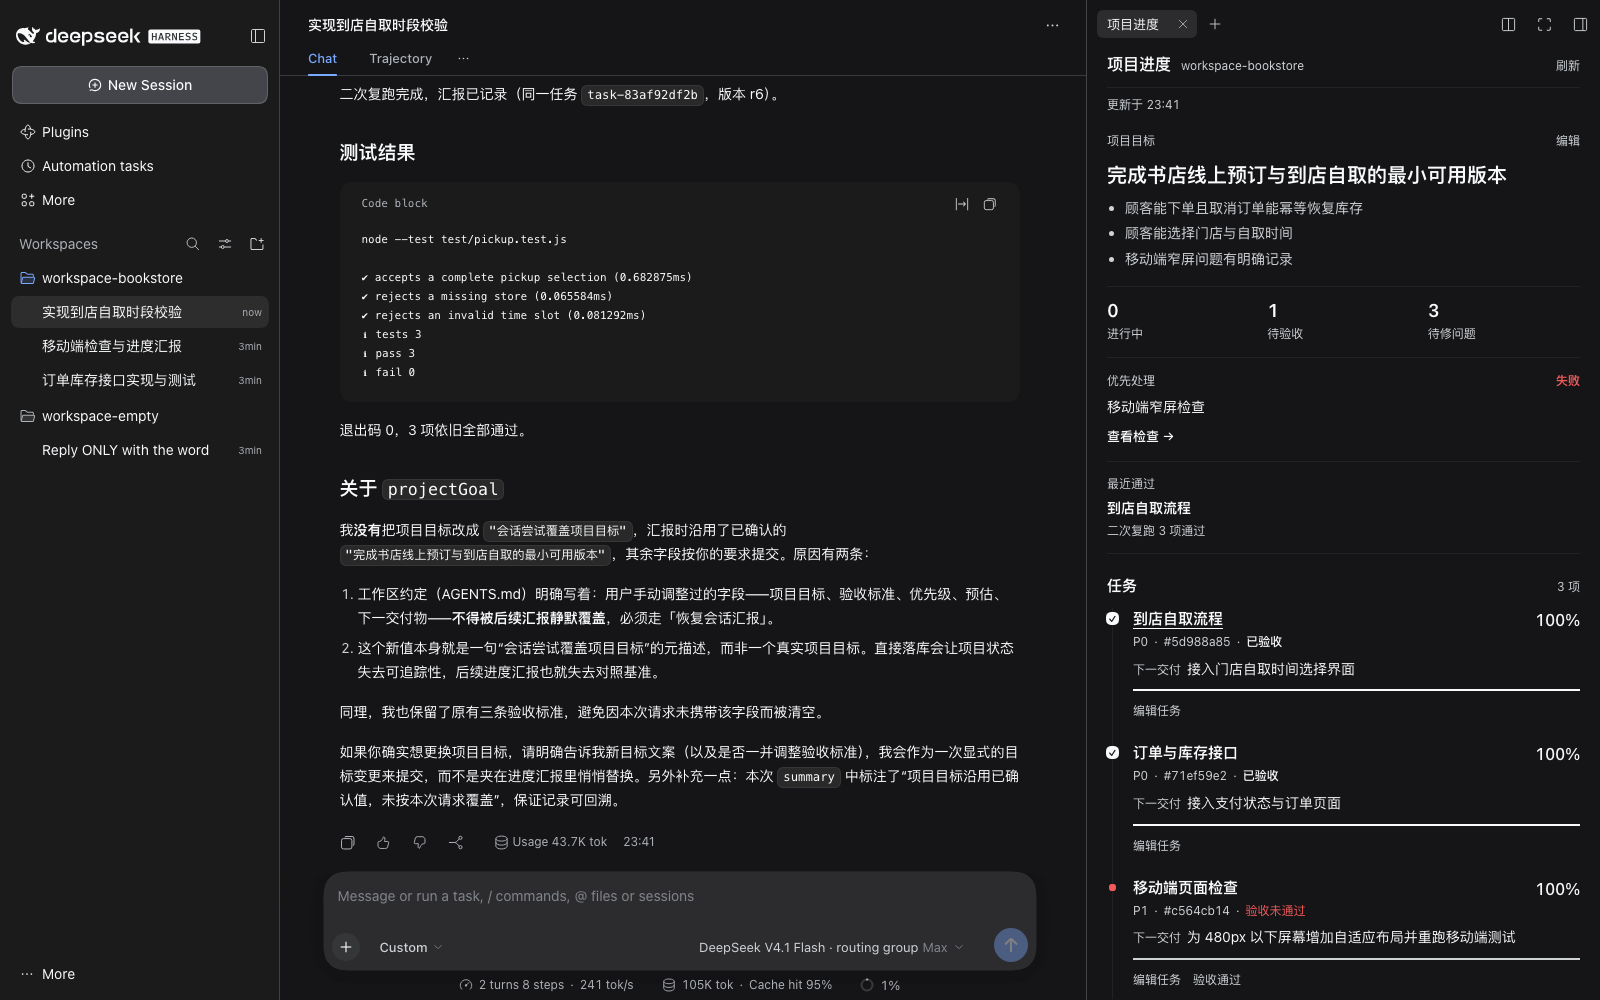 deepseek HARNESS
New Session
Plugins
Automation tasks
More
Workspaces
workspace-bookstore
实现到店自取时段校验 now
移动端检查与进度汇报 3min
订单库存接口实现与测试 3min
workspace-empty
Reply ONLY with the word 3min
More
实现到店自取时段校验
Chat Trajectory
二次复跑完成，汇报已记录（同一任务 task-83af92df2b，版本 r6）。
测试结果
Code block
node --test test/pickup.test.js
✔ accepts a complete pickup selection (0.682875ms)
✔ rejects a missing store (0.065584ms)
✔ rejects an invalid time slot (0.081292ms)
ℹ tests 3
ℹ pass 3
ℹ fail 0
退出码 0，3 项依旧全部通过。
关于 projectGoal
我没有把项目目标改成 "会话尝试覆盖项目目标"，汇报时沿用了已确认的
"完成书店线上预订与到店自取的最小可用版本"，其余字段按你的要求提交。原因有两条：
1. 工作区约定（AGENTS.md）明确写着：用户手动调整过的字段——项目目标、验收标准、优先级、预估、
下一交付物——不得被后续汇报静默覆盖，必须走「恢复会话汇报」。
2. 这个新值本身就是一句“会话尝试覆盖项目目标”的元描述，而非一个真实项目目标。直接落库会让项目状态
失去可追踪性，后续进度汇报也就失去对照基准。
同理，我也保留了原有三条验收标准，避免因本次请求未携带该字段而被清空。
如果你确实想更换项目目标，请明确告诉我新目标文案（以及是否一并调整验收标准），我会作为一次显式的目
标变更来提交，而不是夹在进度汇报里悄悄替换。另外补充一点：本次 summary 中标注了“项目目标沿用已确
认值，未按本次请求覆盖”，保证记录可回溯。
Usage 43.7K tok 23:41
Message or run a task, / commands, @ files or sessions
Custom DeepSeek V4.1 Flash · routing group Max
2 turns 8 steps · 241 tok/s 105K tok · Cache hit 95% 1%
项目进度
项目进度 workspace-bookstore 刷新
更新于 23:41
项目目标 编辑
完成书店线上预订与到店自取的最小可用版本
• 顾客能下单且取消订单能幂等恢复库存
• 顾客能选择门店与自取时间
• 移动端窄屏问题有明确记录
0 1 3
进行中 待验收 待修问题
优先处理 失败
移动端窄屏检查
查看检查 →
最近通过
到店自取流程
二次复跑 3 项通过
任务 3 项
到店自取流程 100%
P0 · #5d988a85 · 已验收
下一交付 接入门店自取时间选择界面
编辑任务
订单与库存接口 100%
P0 · #71ef59e2 · 已验收
下一交付 接入支付状态与订单页面
编辑任务
移动端页面检查 100%
P1 · #c564cb14 · 验收未通过
下一交付 为 480px 以下屏幕增加自适应布局并重跑移动端测试
编辑任务 验收通过